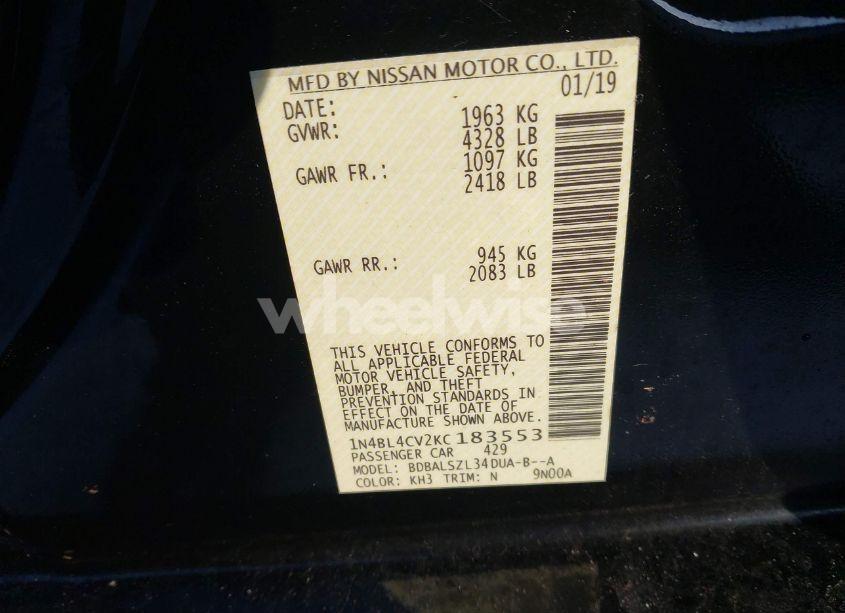 MFD BY NISSAN MOTOR CO., LTD.
DATE: 01/19
GVWR: 1963 KG
4328 LB
GAWR FR.: 1097 KG
2418 LB
GAWR RR.: 945 KG
2083 LB
wheelwise
THIS VEHICLE CONFORMS TO
ALL APPLICABLE FEDERAL
MOTOR VEHICLE SAFETY,
BUMPER, AND THEFT
PREVENTION STANDARDS IN
EFFECT ON THE DATE OF
MANUFACTURE SHOWN ABOVE.
1N4BL4CV2KC183553
PASSENGER CAR 429
MODEL: BDBALSZL34DUA-B--A
COLOR: KH3 TRIM: N 9N00A